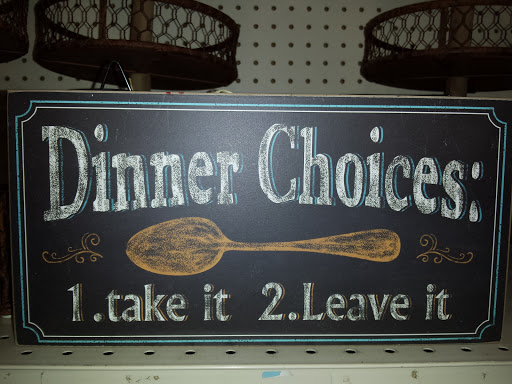 Dinner Choices:
1.take it 2.Leave it